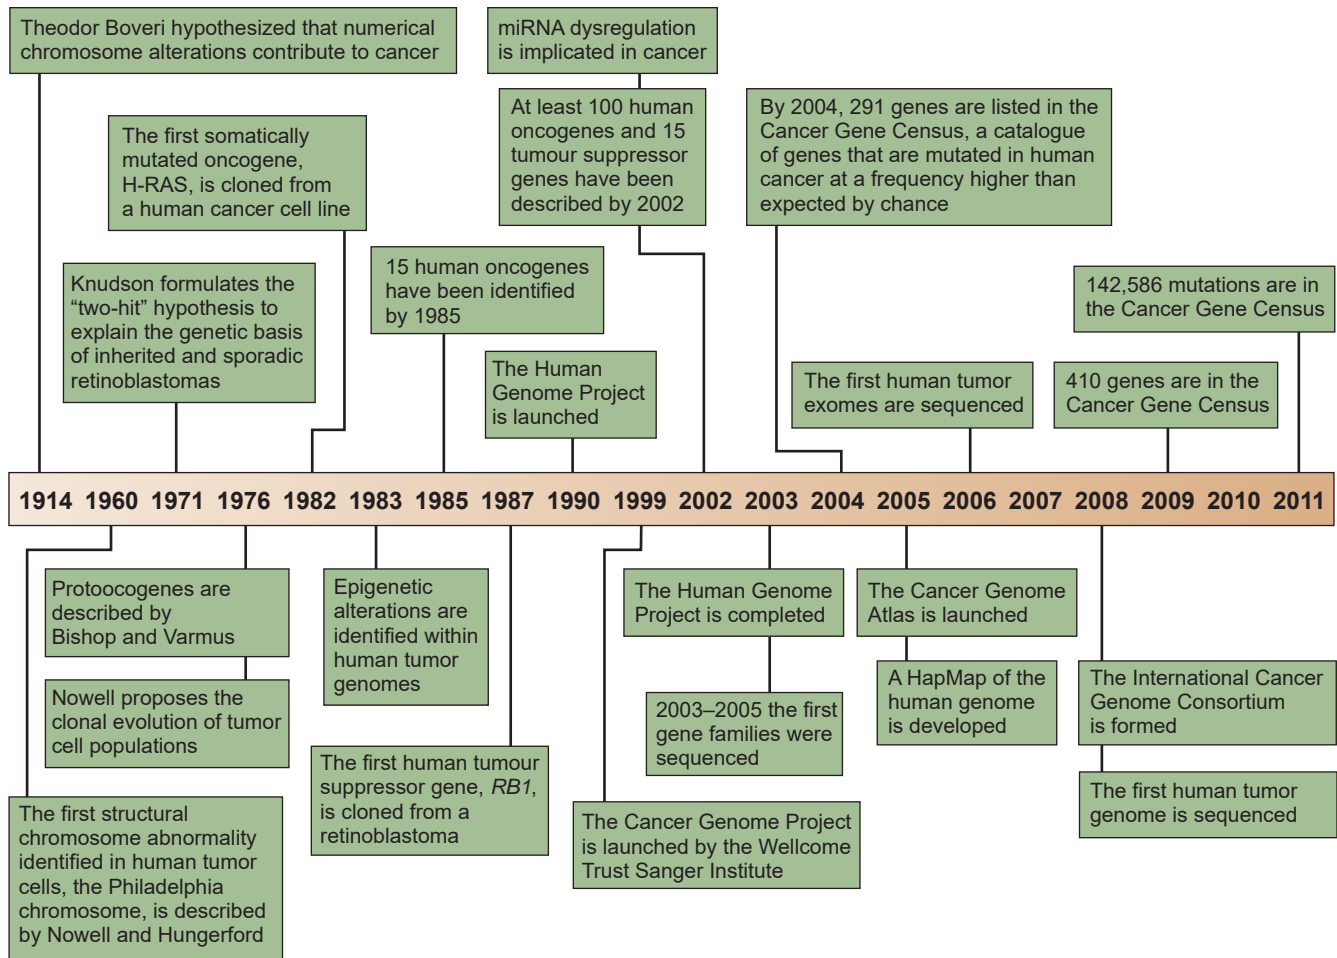 Theodor Boveri hypothesized that numerical
chromosome alterations contribute to cancer
miRNA dysregulation
is implicated in cancer
At least 100 human
oncogenes and 15
tumour suppressor
genes have been
described by 2002
By 2004, 291 genes are listed in the
Cancer Gene Census, a catalogue
of genes that are mutated in human
cancer at a frequency higher than
expected by chance
The first somatically
mutated oncogene,
H-RAS, is cloned from
a human cancer cell line
Knudson formulates the
“two-hit” hypothesis to
explain the genetic basis
of inherited and sporadic
retinoblastomas
15 human oncogenes
have been identified
by 1985
The Human
Genome Project
is launched
The first human tumor
exomes are sequenced
410 genes are in the
Cancer Gene Census
142,586 mutations are in
the Cancer Gene Census
1914 1960 1971 1976 1982 1983 1985 1987 1990 1999 2002 2003 2004 2005 2006 2007 2008 2009 2010 2011
Protoocogenes are
described by
Bishop and Varmus
Nowell proposes the
clonal evolution of tumor
cell populations
The first structural
chromosome abnormality
identified in human tumor
cells, the Philadelphia
chromosome, is described
by Nowell and Hungerford
Epigenetic
alterations are
identified within
human tumor
genomes
The first human tumour
suppressor gene, RB1,
is cloned from a
retinoblastoma
The Human Genome
Project is completed
2003–2005 the first
gene families were
sequenced
The Cancer Genome Project
is launched by the Wellcome
Trust Sanger Institute
The Cancer Genome
Atlas is launched
A HapMap of the
human genome
is developed
The International Cancer
Genome Consortium
is formed
The first human tumor
genome is sequenced